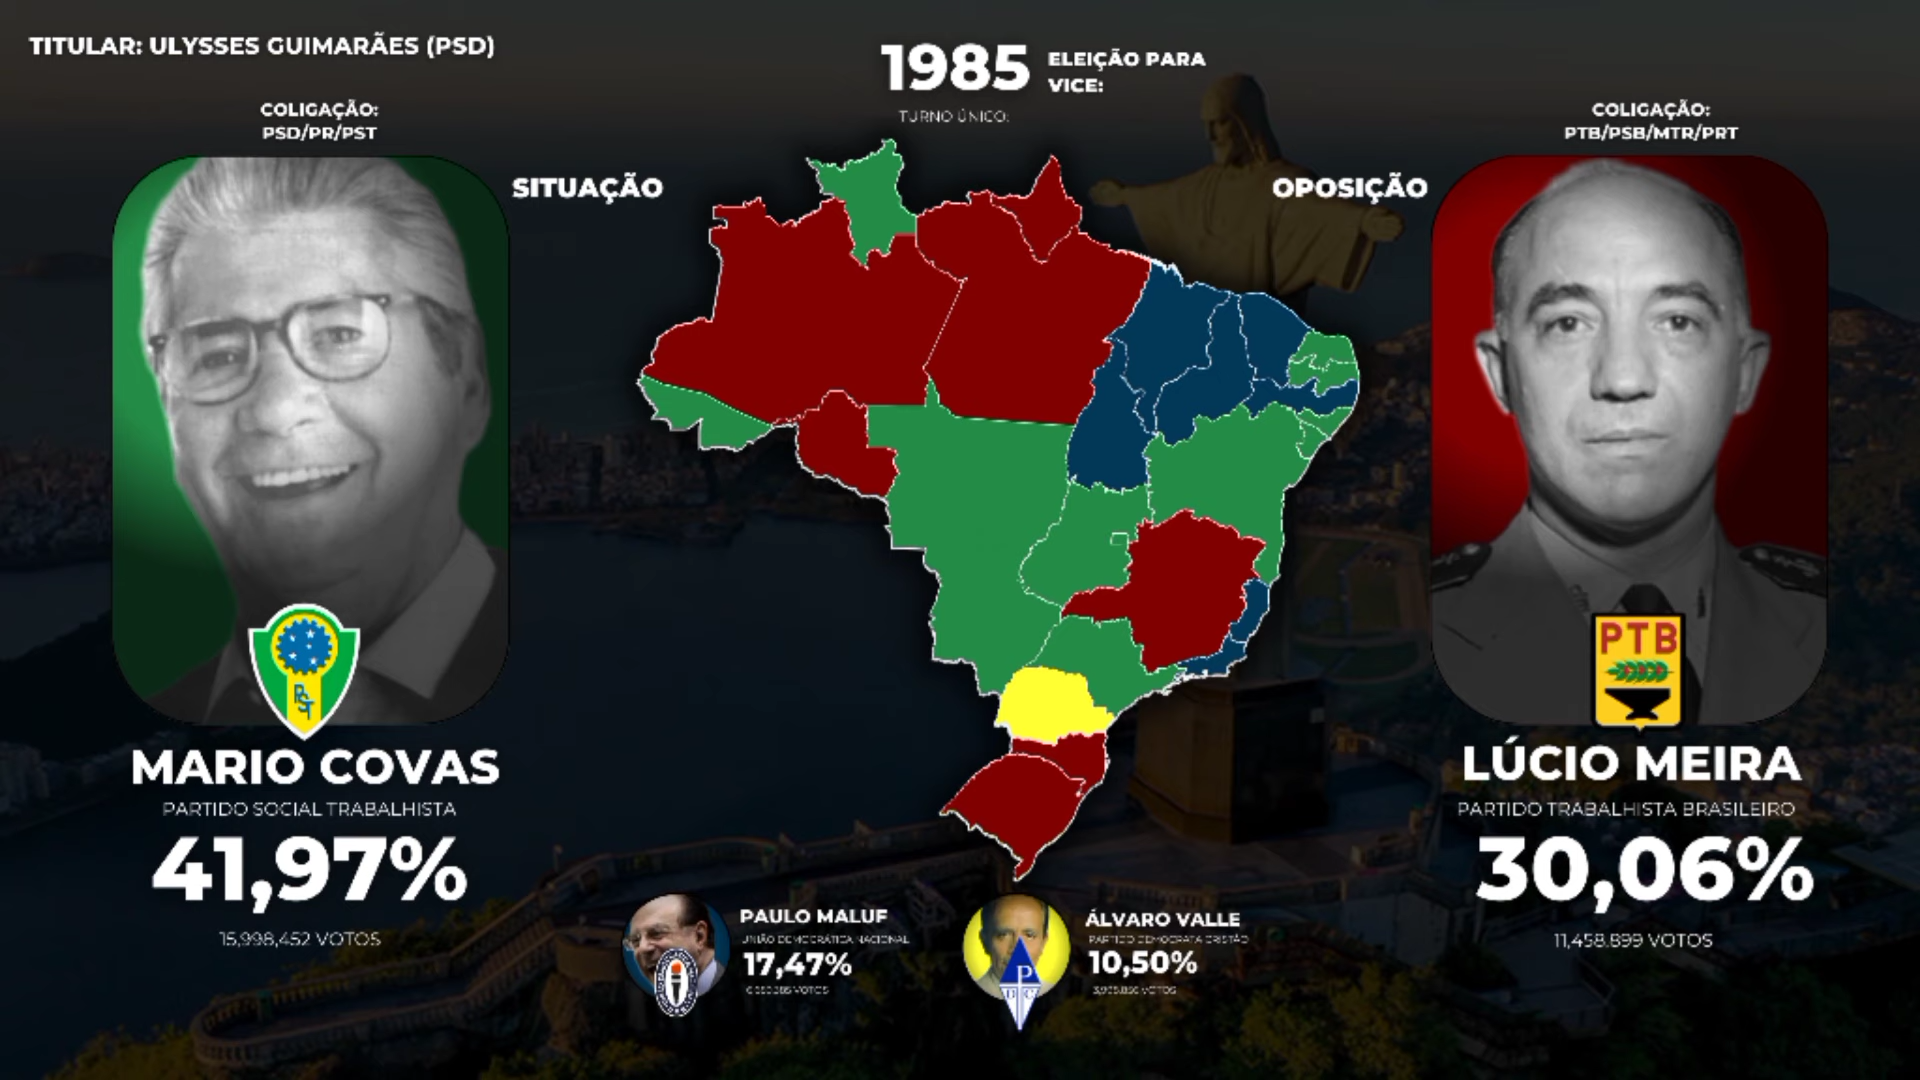 TITULAR: ULYSSES GUIMARÃES (PSD)
1985
ELEIÇÃO PARA
VICE:
TURNO ÚNICO:
COLIGAÇÃO:
PSD/PR/PST
SITUAÇÃO
COLIGAÇÃO:
PTB/PSB/MTR/PRT
OPOSIÇÃO
PST
MARIO COVAS
PARTIDO SOCIAL TRABALHISTA
41,97%
15,998,452 VOTOS
PTB
LÚCIO MEIRA
PARTIDO TRABALHISTA BRASILEIRO
30,06%
11,458.899 VOTOS
PAULO MALUF
UNIÃO DEMOCRÁTICA NACIONAL
17,47%
VOTOS
PDC
ÁLVARO VALLE
PARTIDO DEMOCRATA CRISTÃO
10,50%
VOTOS